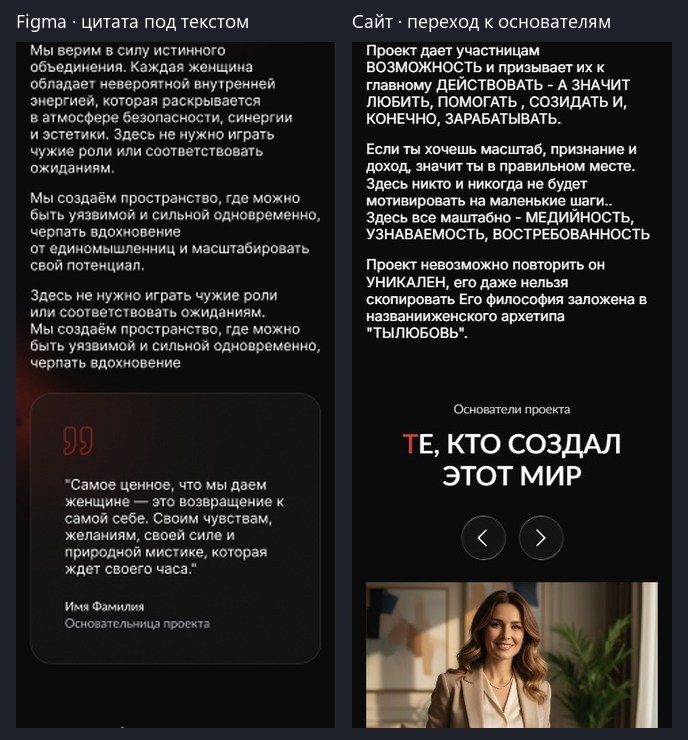 Figma · цитата под текстом
Мы верим в силу истинного
объединения. Каждая женщина
обладает невероятной внутренней
энергией, которая раскрывается
в атмосфере безопасности, синергии
и эстетики. Здесь не нужно играть
чужие роли или соответствовать
ожиданиям.
Мы создаём пространство, где можно
быть уязвимой и сильной одновременно,
черпать вдохновение
от единомышленниц и масштабировать
свой потенциал.
Здесь не нужно играть чужие роли
или соответствовать ожиданиям.
Мы создаём пространство, где можно
быть уязвимой и сильной одновременно,
черпать вдохновение
"Самое ценное, что мы даем
женщине — это возвращение к
самой себе. Своим чувствам,
желаниям, своей силе и
природной мистике, которая
ждет своего часа."
Имя Фамилия
Основательница проекта
Сайт · переход к основателям
Проект дает участницам
ВОЗМОЖНОСТЬ и призывает их к
главному ДЕЙСТВОВАТЬ - А ЗНАЧИТ
ЛЮБИТЬ, ПОМОГАТЬ , СОЗИДАТЬ И,
КОНЕЧНО, ЗАРАБАТЫВАТЬ.
Если ты хочешь масштаб, признание и
доход, значит ты в правильном месте.
Здесь никто и никогда не будет
мотивировать на маленькие шаги..
Здесь все маштабно - МЕДИЙНОСТЬ,
УЗНАВАЕМОСТЬ, ВОСТРЕБОВАННОСТЬ
Проект невозможно повторить он
УНИКАЛЕН, его даже нельзя
скопировать Его философия заложена в
названииженского архетипа
"ТЫЛЮБОВЬ".
Основатели проекта
ТЕ, КТО СОЗДАЛ
ЭТОТ МИР